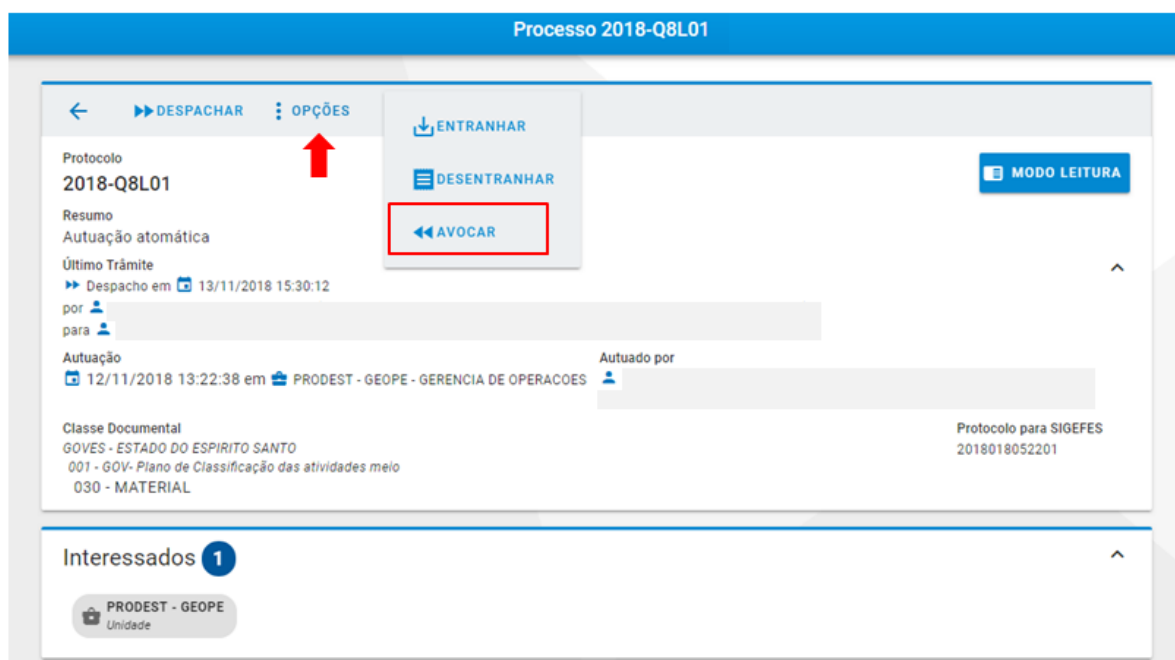 Processo 2018-Q8L01
DESPACHAR
OPÇÕES
ENTRANHAR
DESENTRANHAR
AVOCAR
Protocolo
2018-Q8L01
MODO LEITURA
Resumo
Autuação atomática
Último Trâmite
Despacho em 13/11/2018 15:30:12
por
para
Autuação
12/11/2018 13:22:38 em PRODEST - GEOPE - GERENCIA DE OPERACOES
Autuado por
Classe Documental
GOVES - ESTADO DO ESPIRITO SANTO
001 - GOV- Plano de Classificação das atividades meio
030 - MATERIAL
Protocolo para SIGEFES
2018018052201
Interessados 1
PRODEST - GEOPE
Unidade